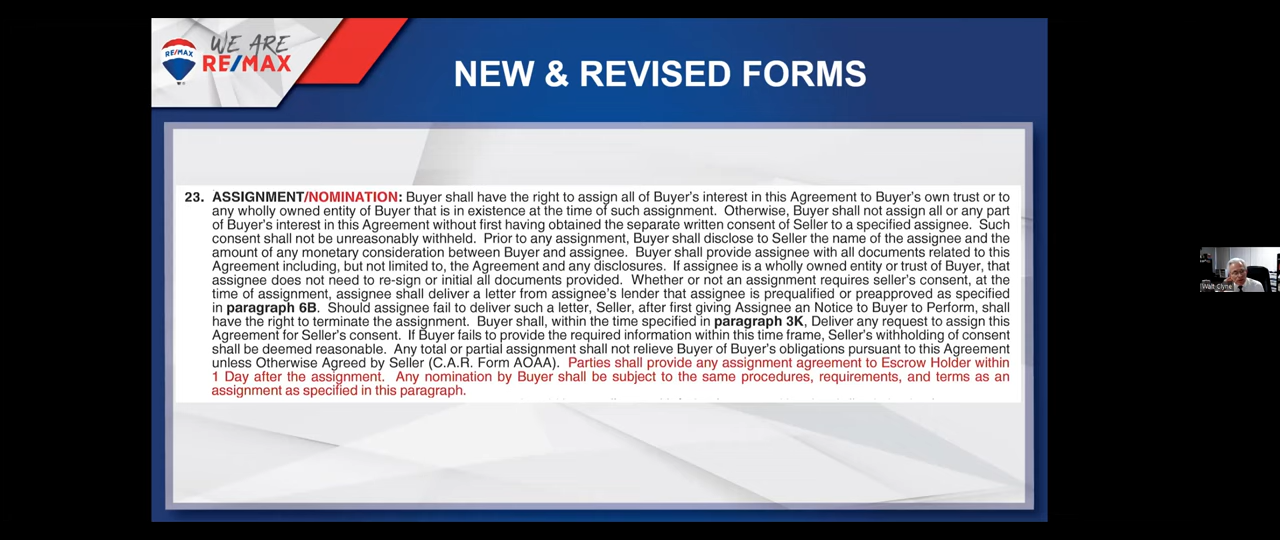 WE ARE
RE/MAX
RE/MAX
NEW & REVISED FORMS
23. ASSIGNMENT/NOMINATION: Buyer shall have the right to assign all of Buyer's interest in this Agreement to Buyer's own trust or to
any wholly owned entity of Buyer that is in existence at the time of such assignment. Otherwise, Buyer shall not assign all or any part
of Buyer's interest in this Agreement without first having obtained the separate written consent of Seller to a specified assignee. Such
consent shall not be unreasonably withheld. Prior to any assignment, Buyer shall disclose to Seller the name of the assignee and the
amount of any monetary consideration between Buyer and assignee. Buyer shall provide assignee with all documents related to this
Agreement including, but not limited to, the Agreement and any disclosures. If assignee is a wholly owned entity or trust of Buyer, that
assignee does not need to re-sign or initial all documents provided. Whether or not an assignment requires seller's consent, at the
time of assignment, assignee shall deliver a letter from assignee's lender that assignee is prequalified or preapproved as specified
in paragraph 6B. Should assignee fail to deliver such a letter, Seller, after first giving Assignee an Notice to Buyer to Perform, shall
have the right to terminate the assignment. Buyer shall, within the time specified in paragraph 3K, Deliver any request to assign this
Agreement for Seller's consent. If Buyer fails to provide the required information within this time frame, Seller's withholding of consent
shall be deemed reasonable. Any total or partial assignment shall not relieve Buyer of Buyer's obligations pursuant to this Agreement
unless Otherwise Agreed by Seller (C.A.R. Form AOAA). Parties shall provide any assignment agreement to Escrow Holder within
1 Day after the assignment. Any nomination by Buyer shall be subject to the same procedures, requirements, and terms as an
assignment as specified in this paragraph.
Walt Clyne